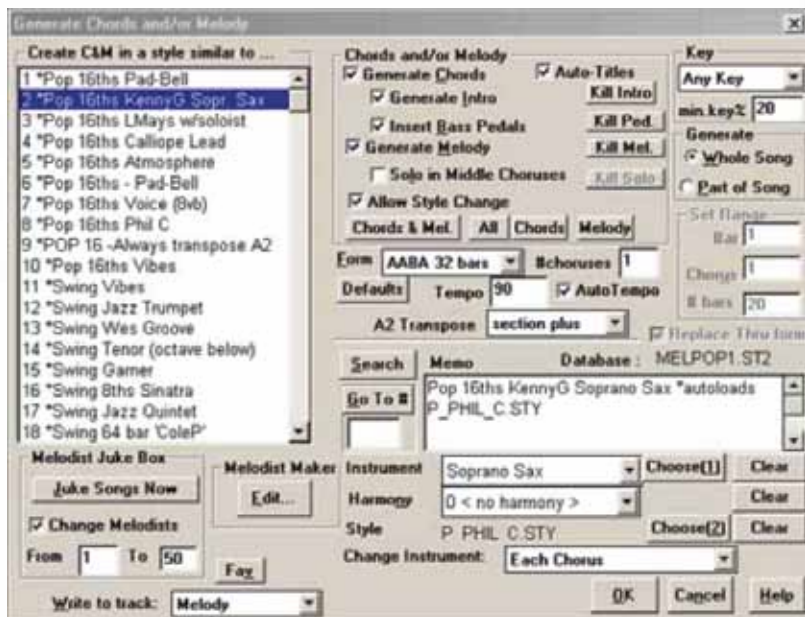 Generate Chords and/or Melody
Create C&M in a style similar to ...
1 *Pop 16ths Pad-Bell
2 *Pop 16ths KennyG Sopr. Sax
3 *Pop 16ths LMays w/soloist
4 *Pop 16ths Calliope Lead
5 *Pop 16ths Atmosphere
6 *Pop 16ths - Pad-Bell
7 *Pop 16ths Voice (8vb)
8 *Pop 16ths Phil C
9 *POP 16 -Always transpose A2
10 *Pop 16ths Vibes
11 *Swing Vibes
12 *Swing Jazz Trumpet
13 *Swing Wes Groove
14 *Swing Tenor (octave below)
15 *Swing Garner
16 *Swing 8ths Sinatra
17 *Swing Jazz Quintet
18 *Swing 64 bar 'ColeP'
Melodist Juke Box
Juke Songs Now
Change Melodists
From 1 To 50
Melodist Maker
Edit...
Fav
Write to track: Melody
Chords and/or Melody
Generate Chords
Auto-Titles
Generate Intro
Kill Intro
Insert Bass Pedals
Kill Ped.
Generate Melody
Kill Mel.
Solo in Middle Choruses
Kill Solo
Allow Style Change
Chords & Mel. All Chords Melody
Form AABA 32 bars #choruses 1
Defaults Tempo 90 AutoTempo
A2 Transpose section plus
Key
Any Key
min.key% 20
Generate
Whole Song
Part of Song
Set Range
Bar 1
Chorus 1
# bars 20
Replace Thru form
Search Memo Database : MELPOP1.ST2
Go To #
Pop 16ths KennyG Soprano Sax *autoloads
P_PHIL_C.STY
Instrument Soprano Sax Choose(1) Clear
Harmony 0 < no harmony > Clear
Style P_PHIL_C.STY Choose(2) Clear
Change Instrument: Each Chorus
OK Cancel Help